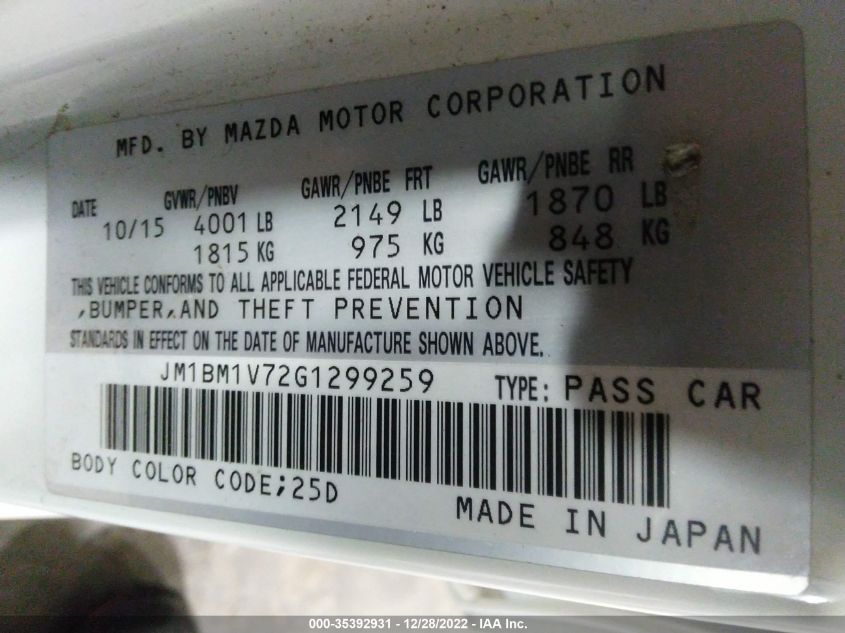 MFD. BY MAZDA MOTOR CORPORATION
DATE GVWR/PNBV GAWR/PNBE FRT GAWR/PNBE RR
10/15 4001 LB 2149 LB 1870 LB
1815 KG 975 KG 848 KG
THIS VEHICLE CONFORMS TO ALL APPLICABLE FEDERAL MOTOR VEHICLE SAFETY
,BUMPER,AND THEFT PREVENTION
STANDARDS IN EFFECT ON THE DATE OF MANUFACTURE SHOWN ABOVE.
JM1BM1V72G1299259 TYPE: PASS CAR
BODY COLOR CODE;25D
MADE IN JAPAN
000-35392931 - 12/28/2022 - IAA Inc.